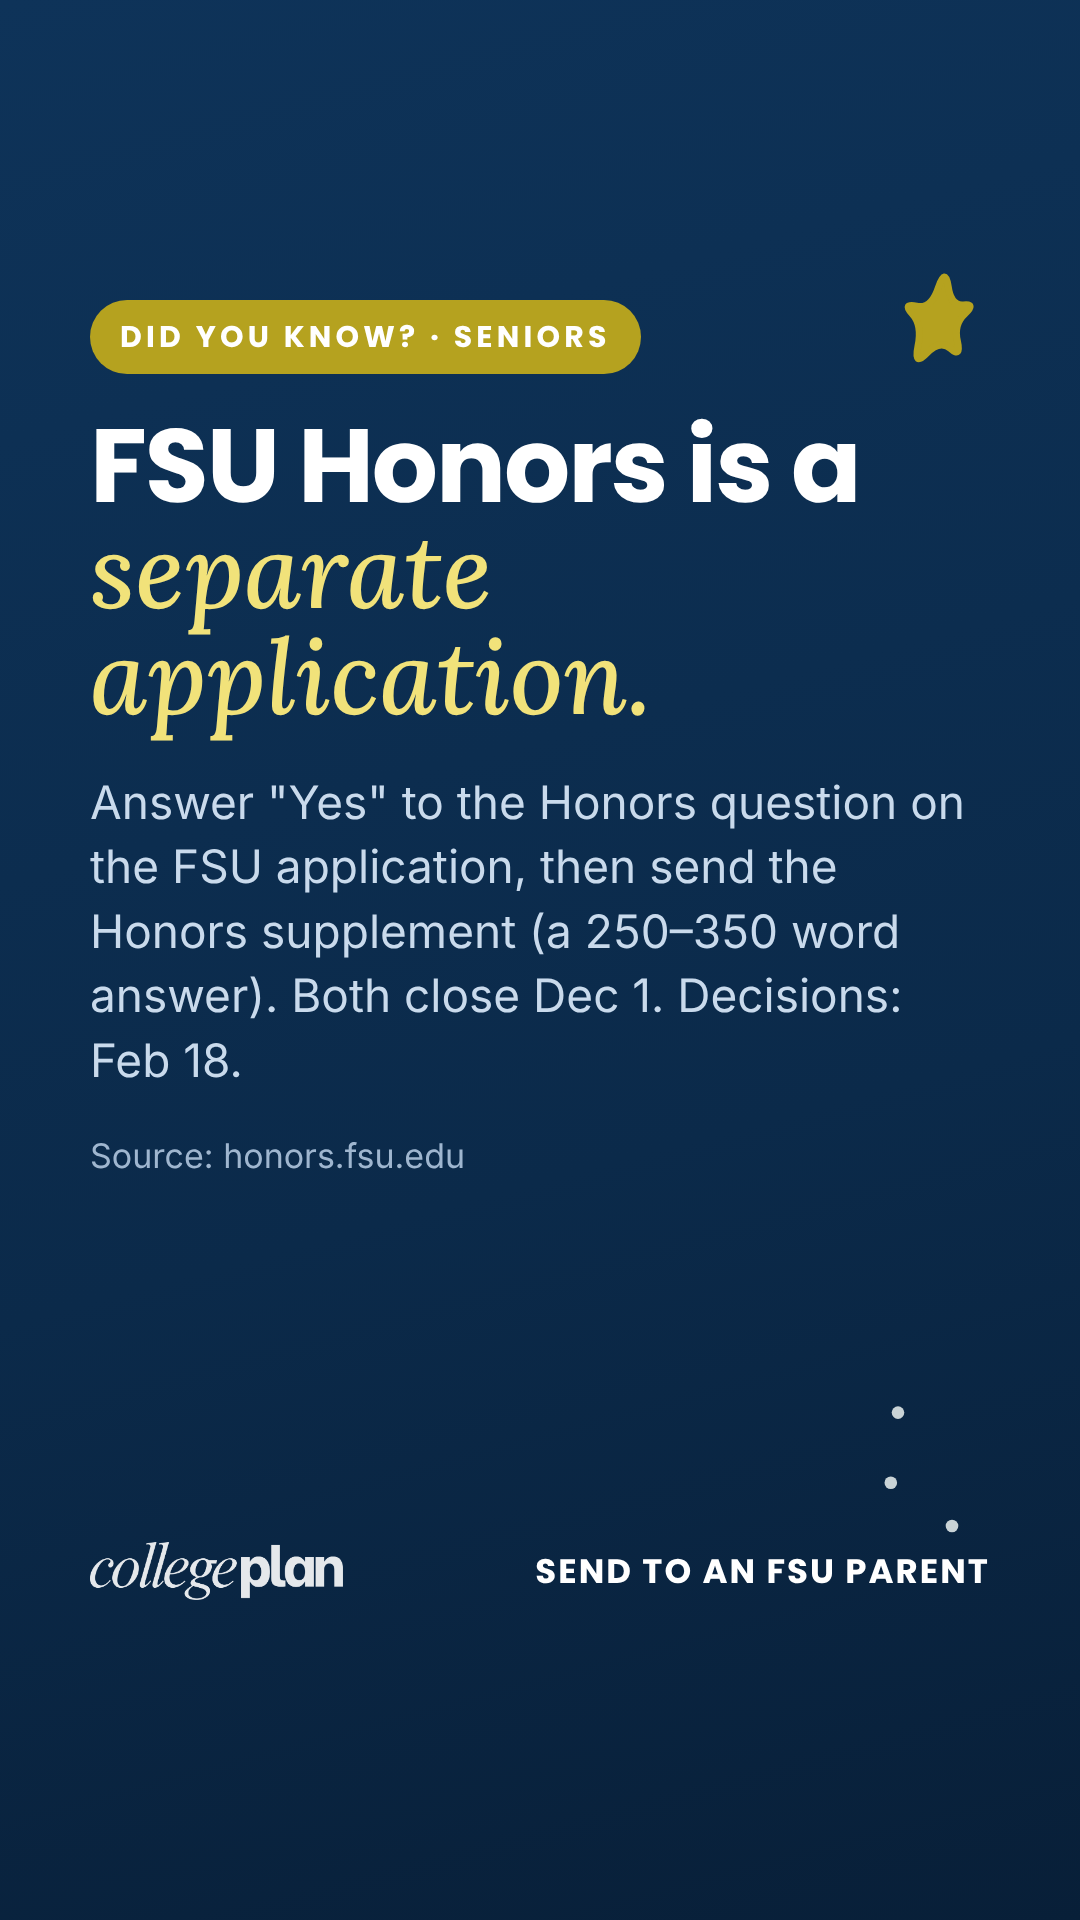 DID YOU KNOW? · SENIORS
FSU Honors is a
separate
application.
Answer "Yes" to the Honors question on
the FSU application, then send the
Honors supplement (a 250–350 word
answer). Both close Dec 1. Decisions:
Feb 18.
Source: honors.fsu.edu
collegeplan
SEND TO AN FSU PARENT